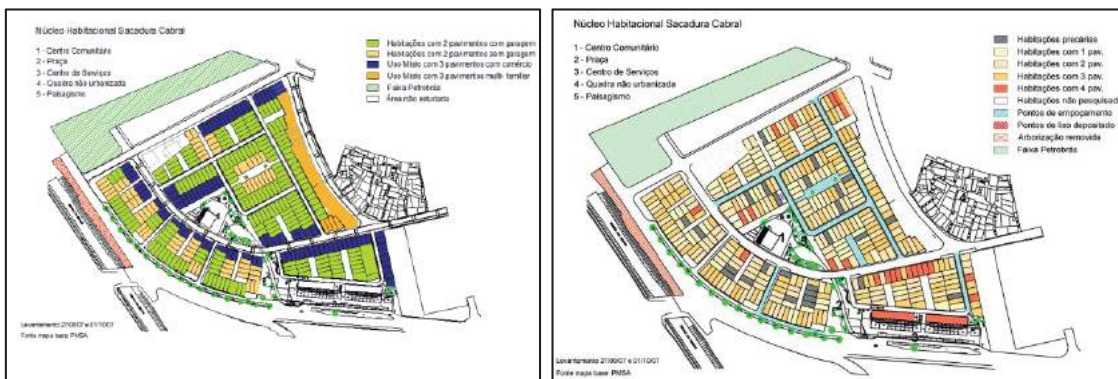 Núcleo Habitacional Sacadura Cabral
1 - Centro Comunitário
2 - Praça
3 - Centro de Serviços
4 - Quadra não urbanizada
5 - Paisagismo
Habitações com 2 pavimentos com garagem
Habitações com 2 pavimentos sem garagem
Uso Misto com 3 pavimentos com comércio
Uso Misto com 3 pavimentos multi familiar
Faixa Petrobrás
Área não estudada
Levantamento 27/08/07 e 01/10/07
Fonte mapa base PMSA
Núcleo Habitacional Sacadura Cabral
1 - Centro Comunitário
2 - Praça
3 - Centro de Serviços
4 - Quadra não urbanizada
5 - Paisagismo
Habitações precárias
Habitações com 1 pav.
Habitações com 2 pav.
Habitações com 3 pav.
Habitações com 4 pav.
Habitações não pesquisad
Pontos de empoçamento
Pontos de lixo depositado
Arborização removida
Faixa Petrobrás
Levantamento 27/08/07 e 01/10/07
Fonte mapa base: PMSA